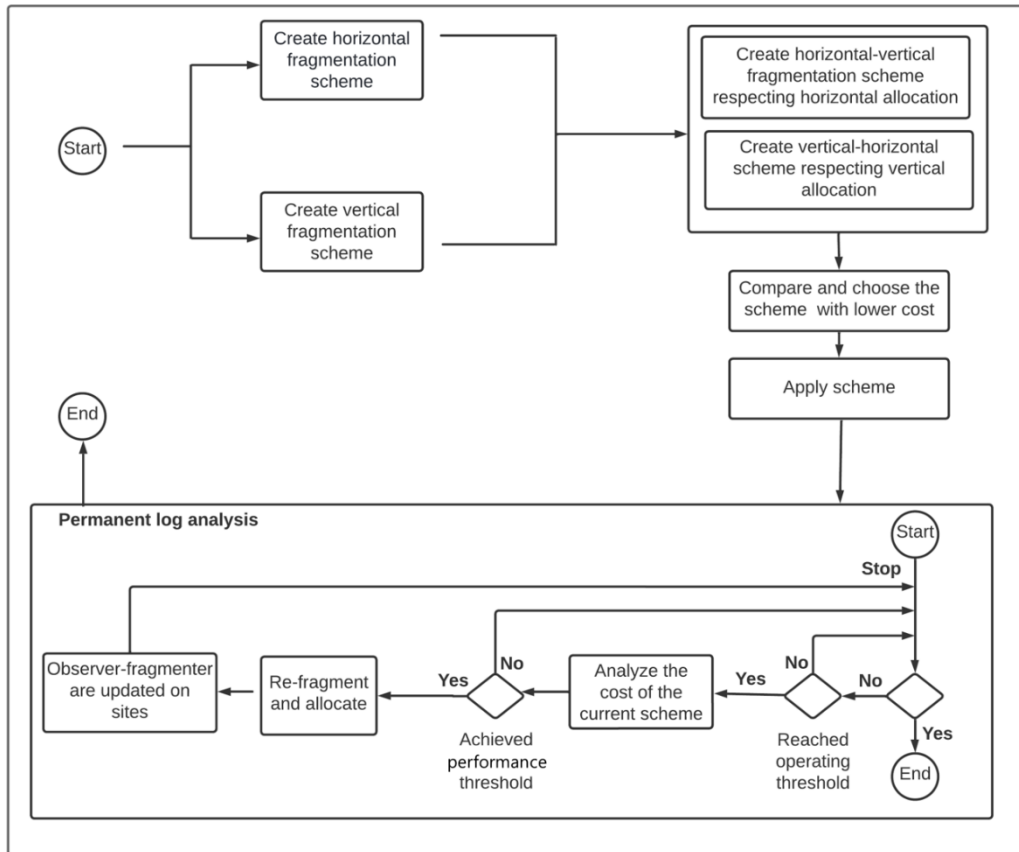 Start
Create horizontal
fragmentation
scheme
Create vertical
fragmentation
scheme
Create horizontal-vertical
fragmentation scheme
respecting horizontal allocation
Create vertical-horizontal
scheme respecting vertical
allocation
Compare and choose the
scheme with lower cost
Apply scheme
End
Permanent log analysis
Start
Stop
No
Yes
End
No
Yes
Reached
operating
threshold
Analyze the
cost of the
current scheme
No
Yes
Achieved
performance
threshold
Re-fragment
and allocate
Observer-fragmenter
are updated on
sites